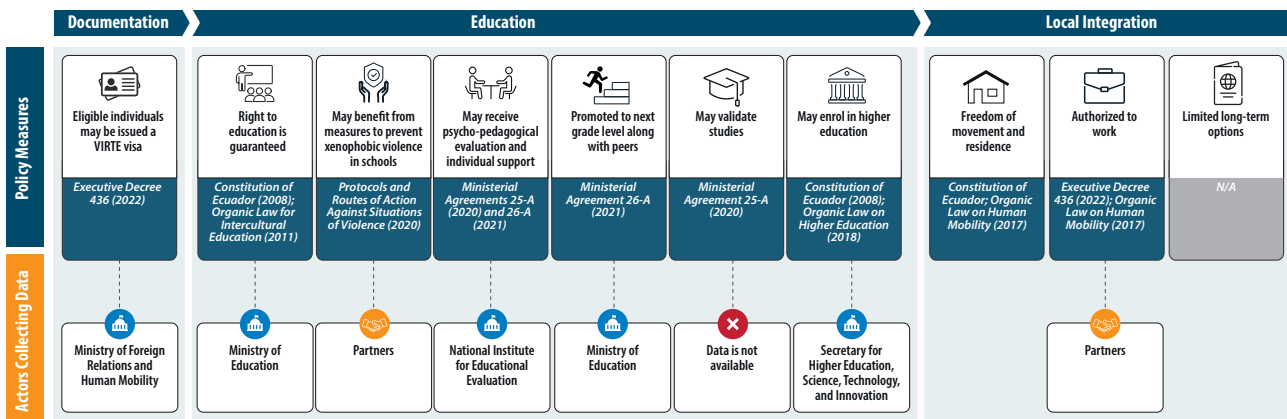 Documentation
Education
Local Integration
Policy Measures
Eligible individuals
may be issued a
VIRTE visa
Executive Decree
436 (2022)
Right to
education is
guaranteed
Constitution of
Ecuador (2008);
Organic Law for
Intercultural
Education (2011)
May benefit from
measures to prevent
xenophobic violence
in schools
Protocols and
Routes of Action
Against Situations
of Violence (2020)
May receive
psycho-pedagogical
evaluation and
individual support
Ministerial
Agreements 25-A
(2020) and 26-A
(2021)
Promoted to next
grade level along
with peers
Ministerial
Agreement 26-A
(2021)
May validate
studies
Ministerial
Agreement 25-A
(2020)
May enrol in higher
education
Constitution of
Ecuador (2008);
Organic Law on
Higher Education
(2018)
Freedom of
movement and
residence
Constitution of
Ecuador; Organic
Law on Human
Mobility (2017)
Authorized to
work
Executive Decree
436 (2022); Organic
Law on Human
Mobility (2017)
Limited long-term
options
N/A
Actors Collecting Data
Ministry of Foreign
Relations and
Human Mobility
Ministry of
Education
Partners
National Institute
for Educational
Evaluation
Ministry of
Education
Data is not
available
Secretary for
Higher Education,
Science, Technology,
and Innovation
Partners